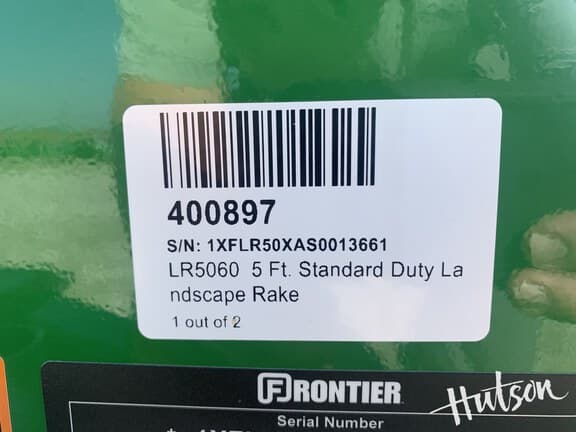 400897
S/N: 1XFLR50XAS0013661
LR5060 5 Ft. Standard Duty La
ndscape Rake
1 out of 2
FRONTIER
Hutson
Serial Number